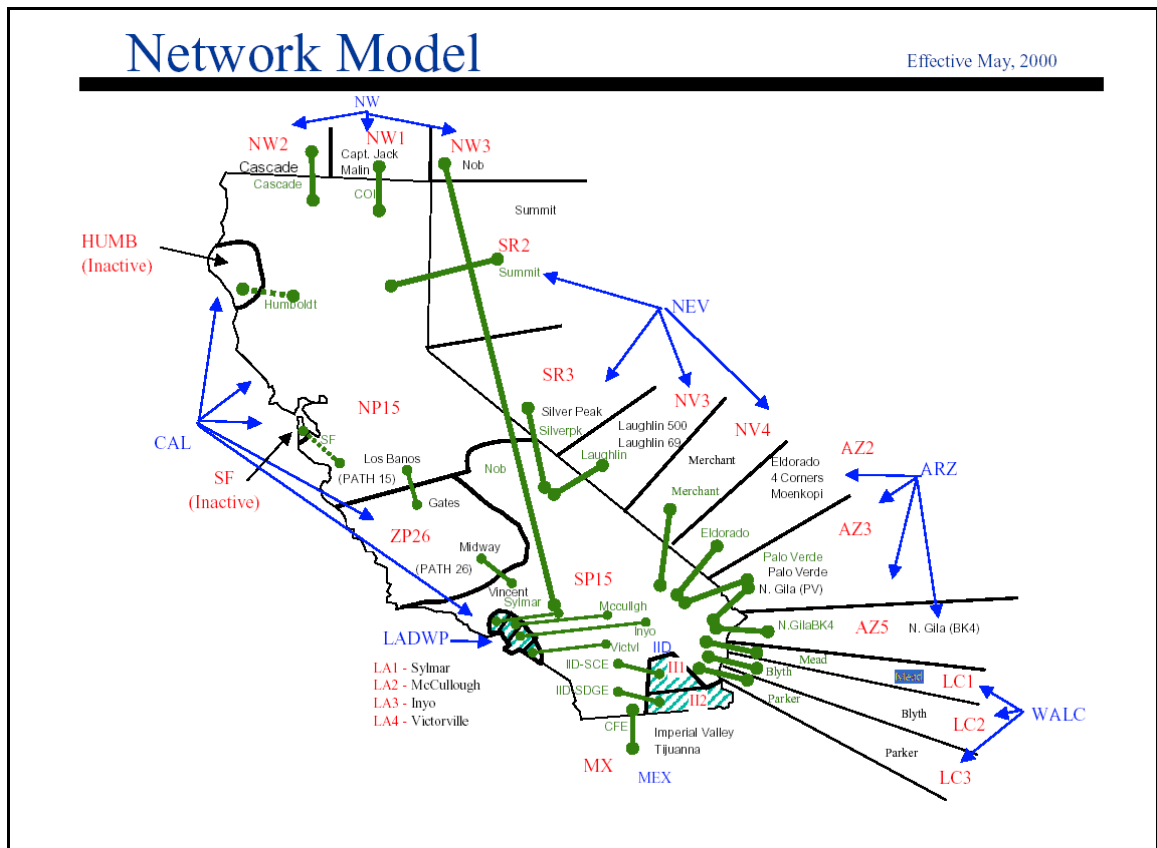 Network Model
Effective May, 2000
NW
NW2
NW1
NW3
Cascade
Capt. Jack
Malin
Nob
Cascade
COI
Summit
HUMB
(Inactive)
SR2
Summit
Humboldt
NEV
SR3
NP15
Silver Peak
Silverpk
NV3
Laughlin 500
Laughlin 69
NV4
CAL
SF
Los Banos
(PATH 15)
Nob
Laughlin
Merchant
AZ2
Eldorado
4 Corners
Moenkopi
ARZ
SF
(Inactive)
Gates
Merchant
AZ3
ZP26
Midway
(PATH 26)
Eldorado
Palo Verde
Palo Verde
N. Gila (PV)
Vincent
SP15
Sylmar
Mccullgh
Inyo
N.GilaBK4
AZ5
N. Gila (BK4)
LADWP
Victvl
IID
Mead
LA1 - Sylmar
LA2 - McCullough
LA3 - Inyo
LA4 - Victorville
IID-SCE
II1
Blyth
Mead
LC1
IID-SDGE
II2
Parker
Blyth
LC2
WALC
CFE
Imperial Valley
Tijuanna
Parker
LC3
MX
MEX